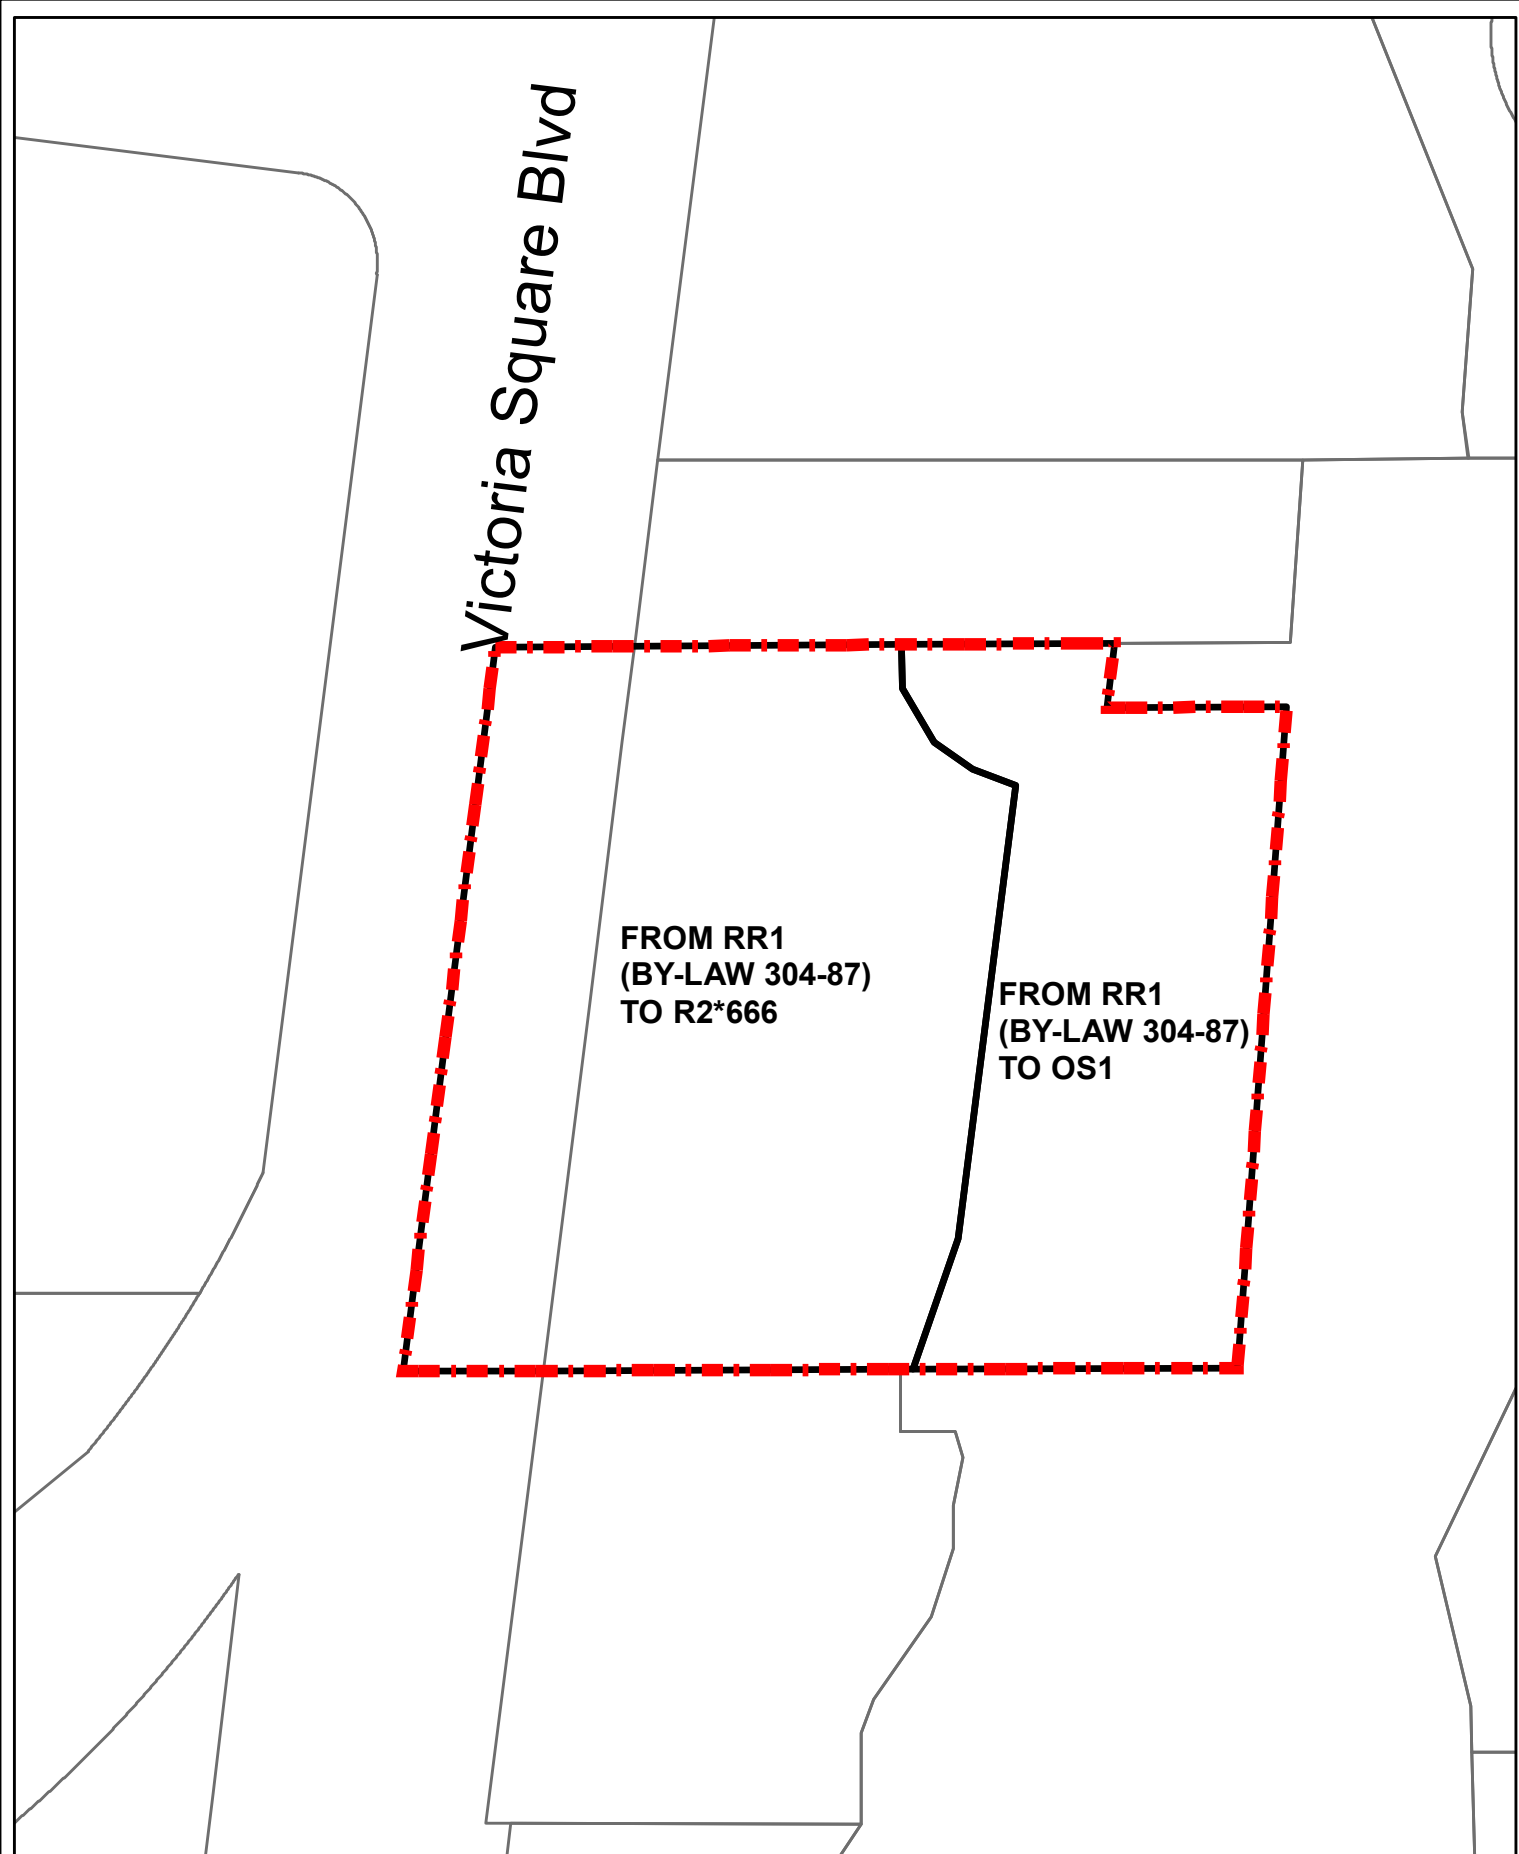 Victoria Square Blvd
FROM RR1
(BY-LAW 304-87)
TO R2*666
FROM RR1
(BY-LAW 304-87)
TO OS1